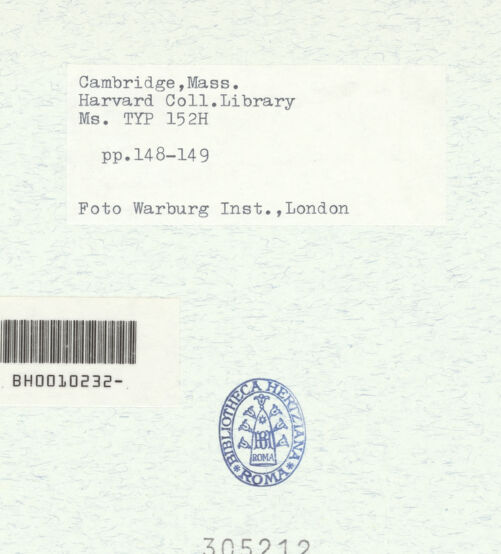 Cambridge,Mass.
Harvard Coll.Library
Ms. TYP 152H
pp.148-149
Foto Warburg Inst.,London
BH0010232-
BIBLIOTHECA HERTZIANA
ROMA
*ROMA*
305212